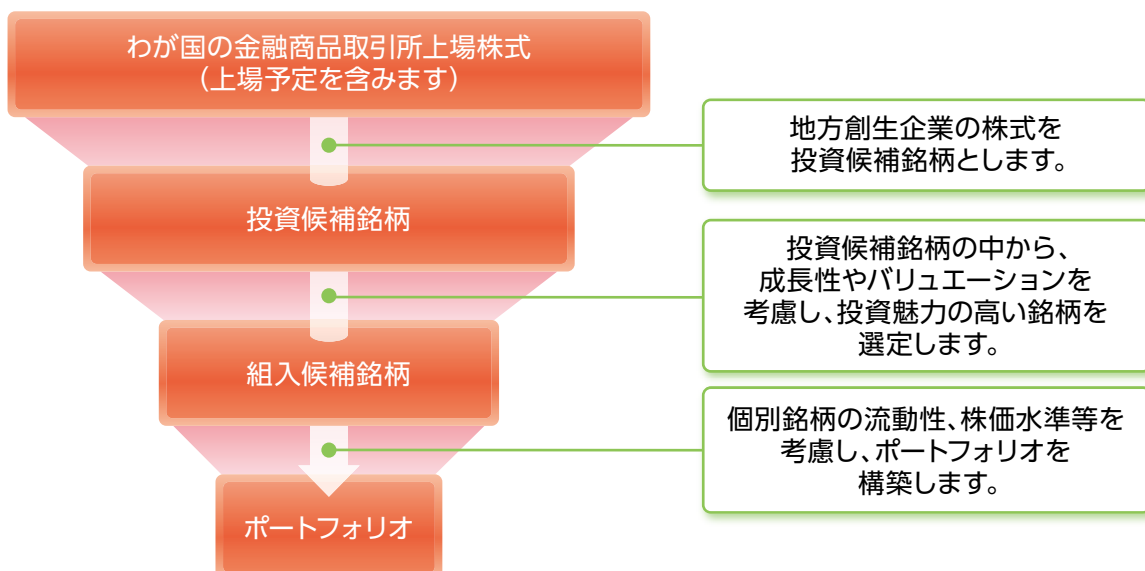 わが国の金融商品取引所上場株式
（上場予定を含みます）
地方創生企業の株式を
投資候補銘柄とします。
投資候補銘柄
投資候補銘柄の中から、
成長性やバリュエーションを
考慮し、投資魅力の高い銘柄を
選定します。
組入候補銘柄
個別銘柄の流動性、株価水準等を
考慮し、ポートフォリオを
構築します。
ポートフォリオ